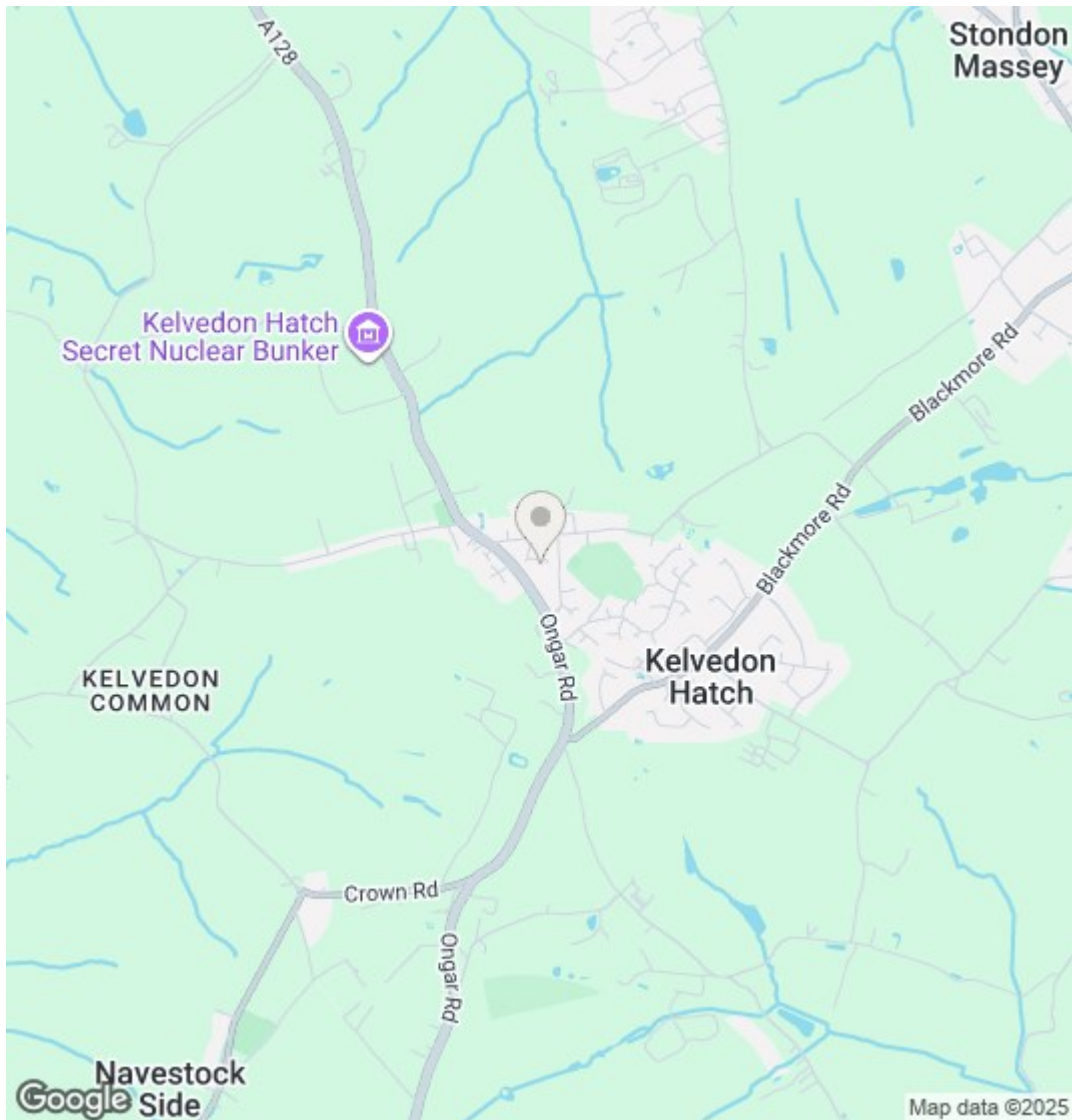 A128
Stondon
Massey
Kelvedon Hatch
Secret Nuclear Bunker
Blackmore Rd
Blackmore Rd
Ongar Rd
Kelvedon
Hatch
KELVEDON
COMMON
Crown Rd
Ongar Rd
Navestock
Side
Google
Map data ©2025